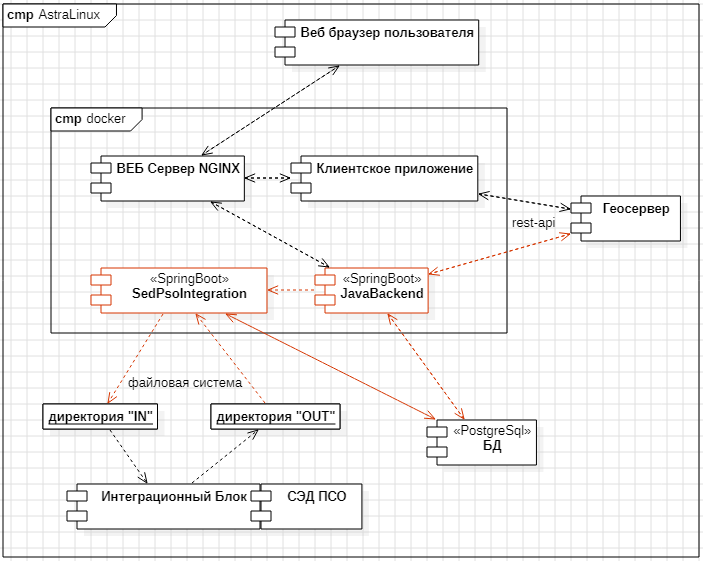 cmp AstraLinux
Веб браузер пользователя
cmp docker
ВЕБ Сервер NGINX
Клиентское приложение
Геосервер
rest-api
«SpringBoot»
SedPsoIntegration
«SpringBoot»
JavaBackend
файловая система
директория "IN"
директория "OUT"
«PostgreSql»
БД
Интеграционный Блок
СЭД ПСО